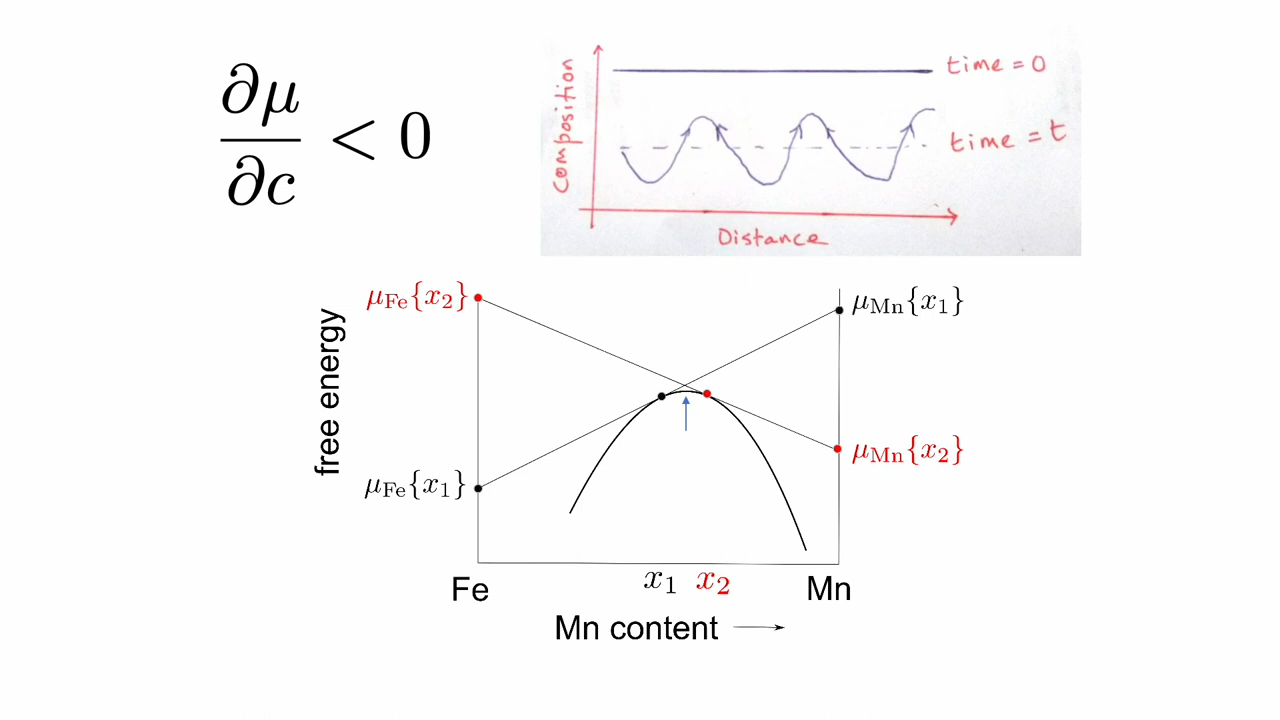 ∂μ/∂c < 0
Composition
time = 0
time = t
Distance
free energy
μFe{x2}
μMn{x1}
μMn{x2}
μFe{x1}
x1 x2
Fe
Mn
Mn content